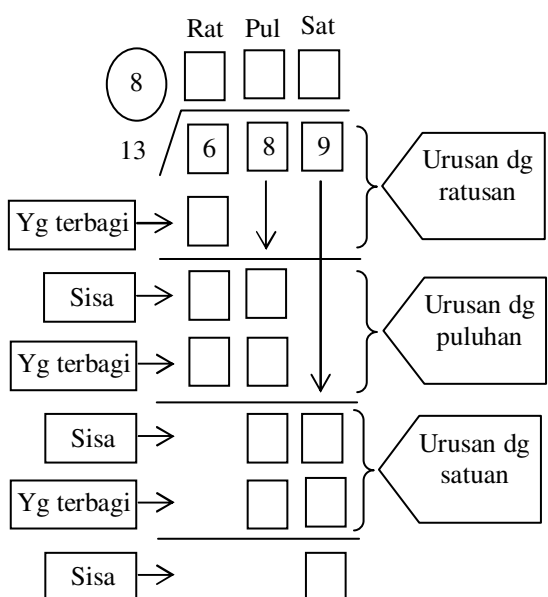 Rat Pul Sat
8
13 6 8 9
Urusan dg
ratusan
Yg terbagi
Sisa
Urusan dg
puluhan
Yg terbagi
Sisa
Urusan dg
satuan
Yg terbagi
Sisa